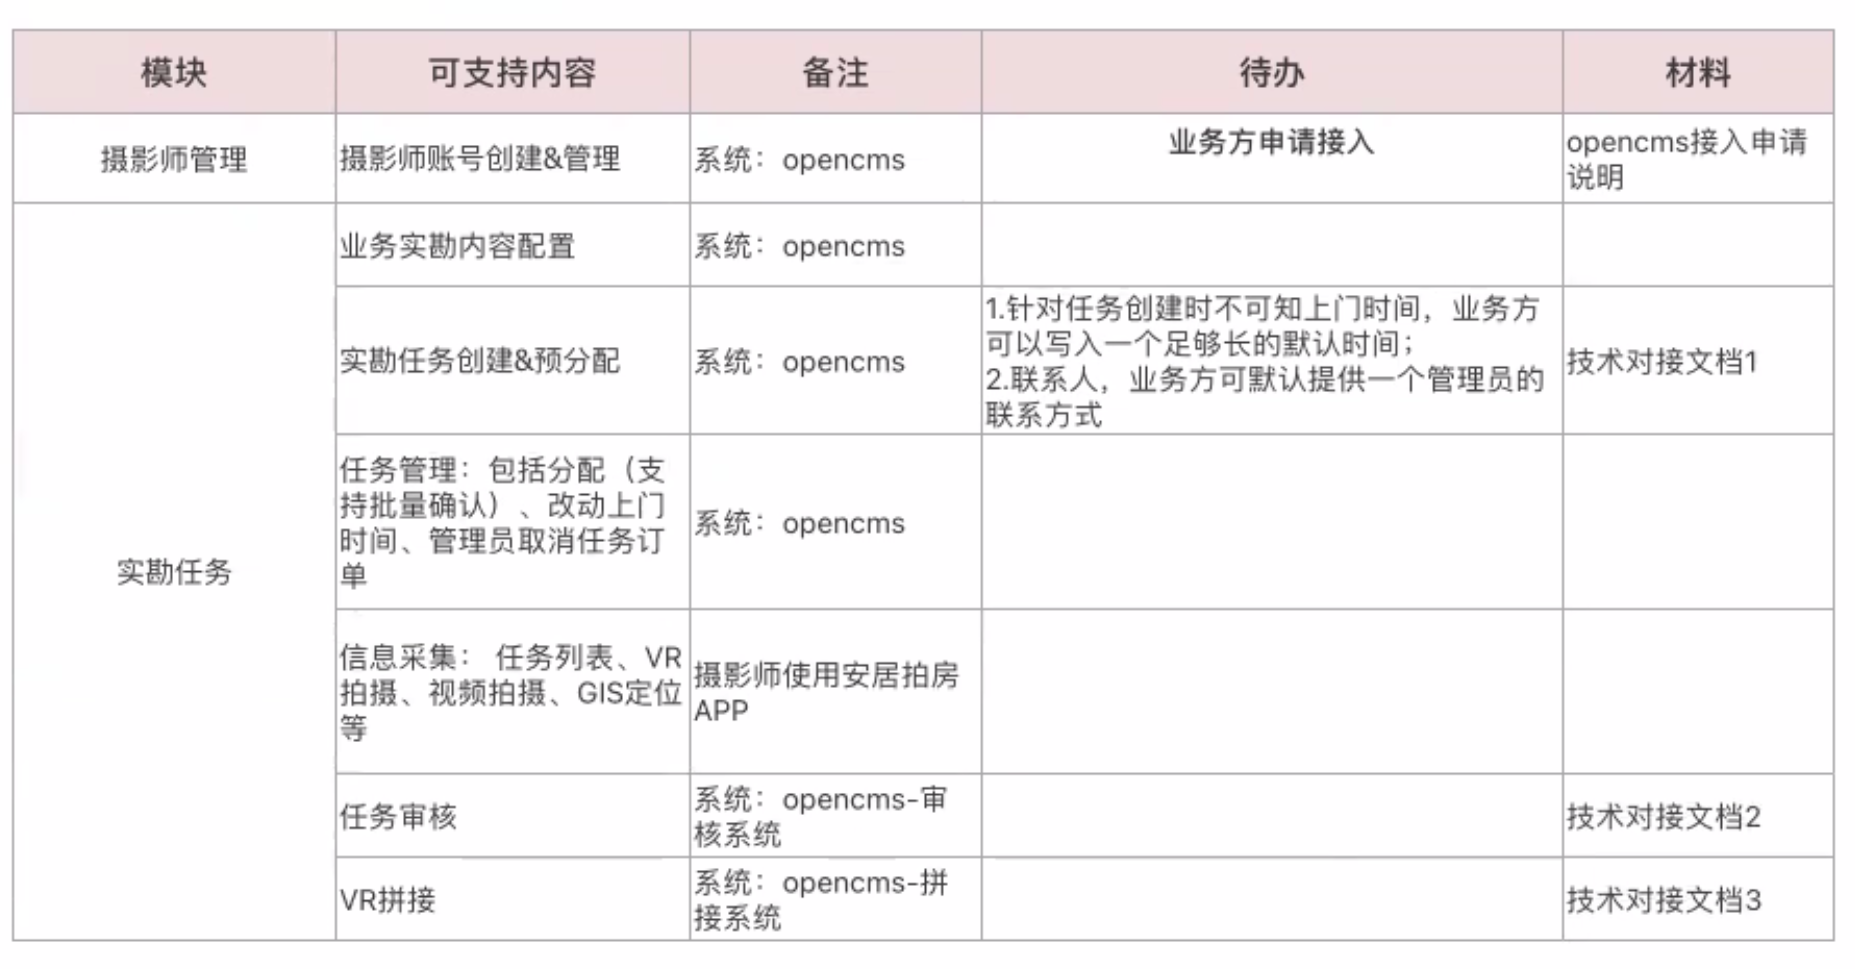 模块
可支持内容
备注
待办
材料
摄影师管理
摄影师账号创建&管理
系统：opencms
业务方申请接入
opencms接入申请
说明
实勘任务
业务实勘内容配置
系统：opencms
实勘任务创建&预分配
系统：opencms
1.针对任务创建时不可知上门时间，业务方
可以写入一个足够长的默认时间；
2.联系人，业务方可默认提供一个管理员的
联系方式
技术对接文档1
任务管理：包括分配（支
持批量确认）、改动上门
时间、管理员取消任务订
单
系统：opencms
信息采集： 任务列表、VR
拍摄、视频拍摄、GIS定位
等
摄影师使用安居拍房
APP
任务审核
系统：opencms-审
核系统
技术对接文档2
VR拼接
系统：opencms-拼
接系统
技术对接文档3